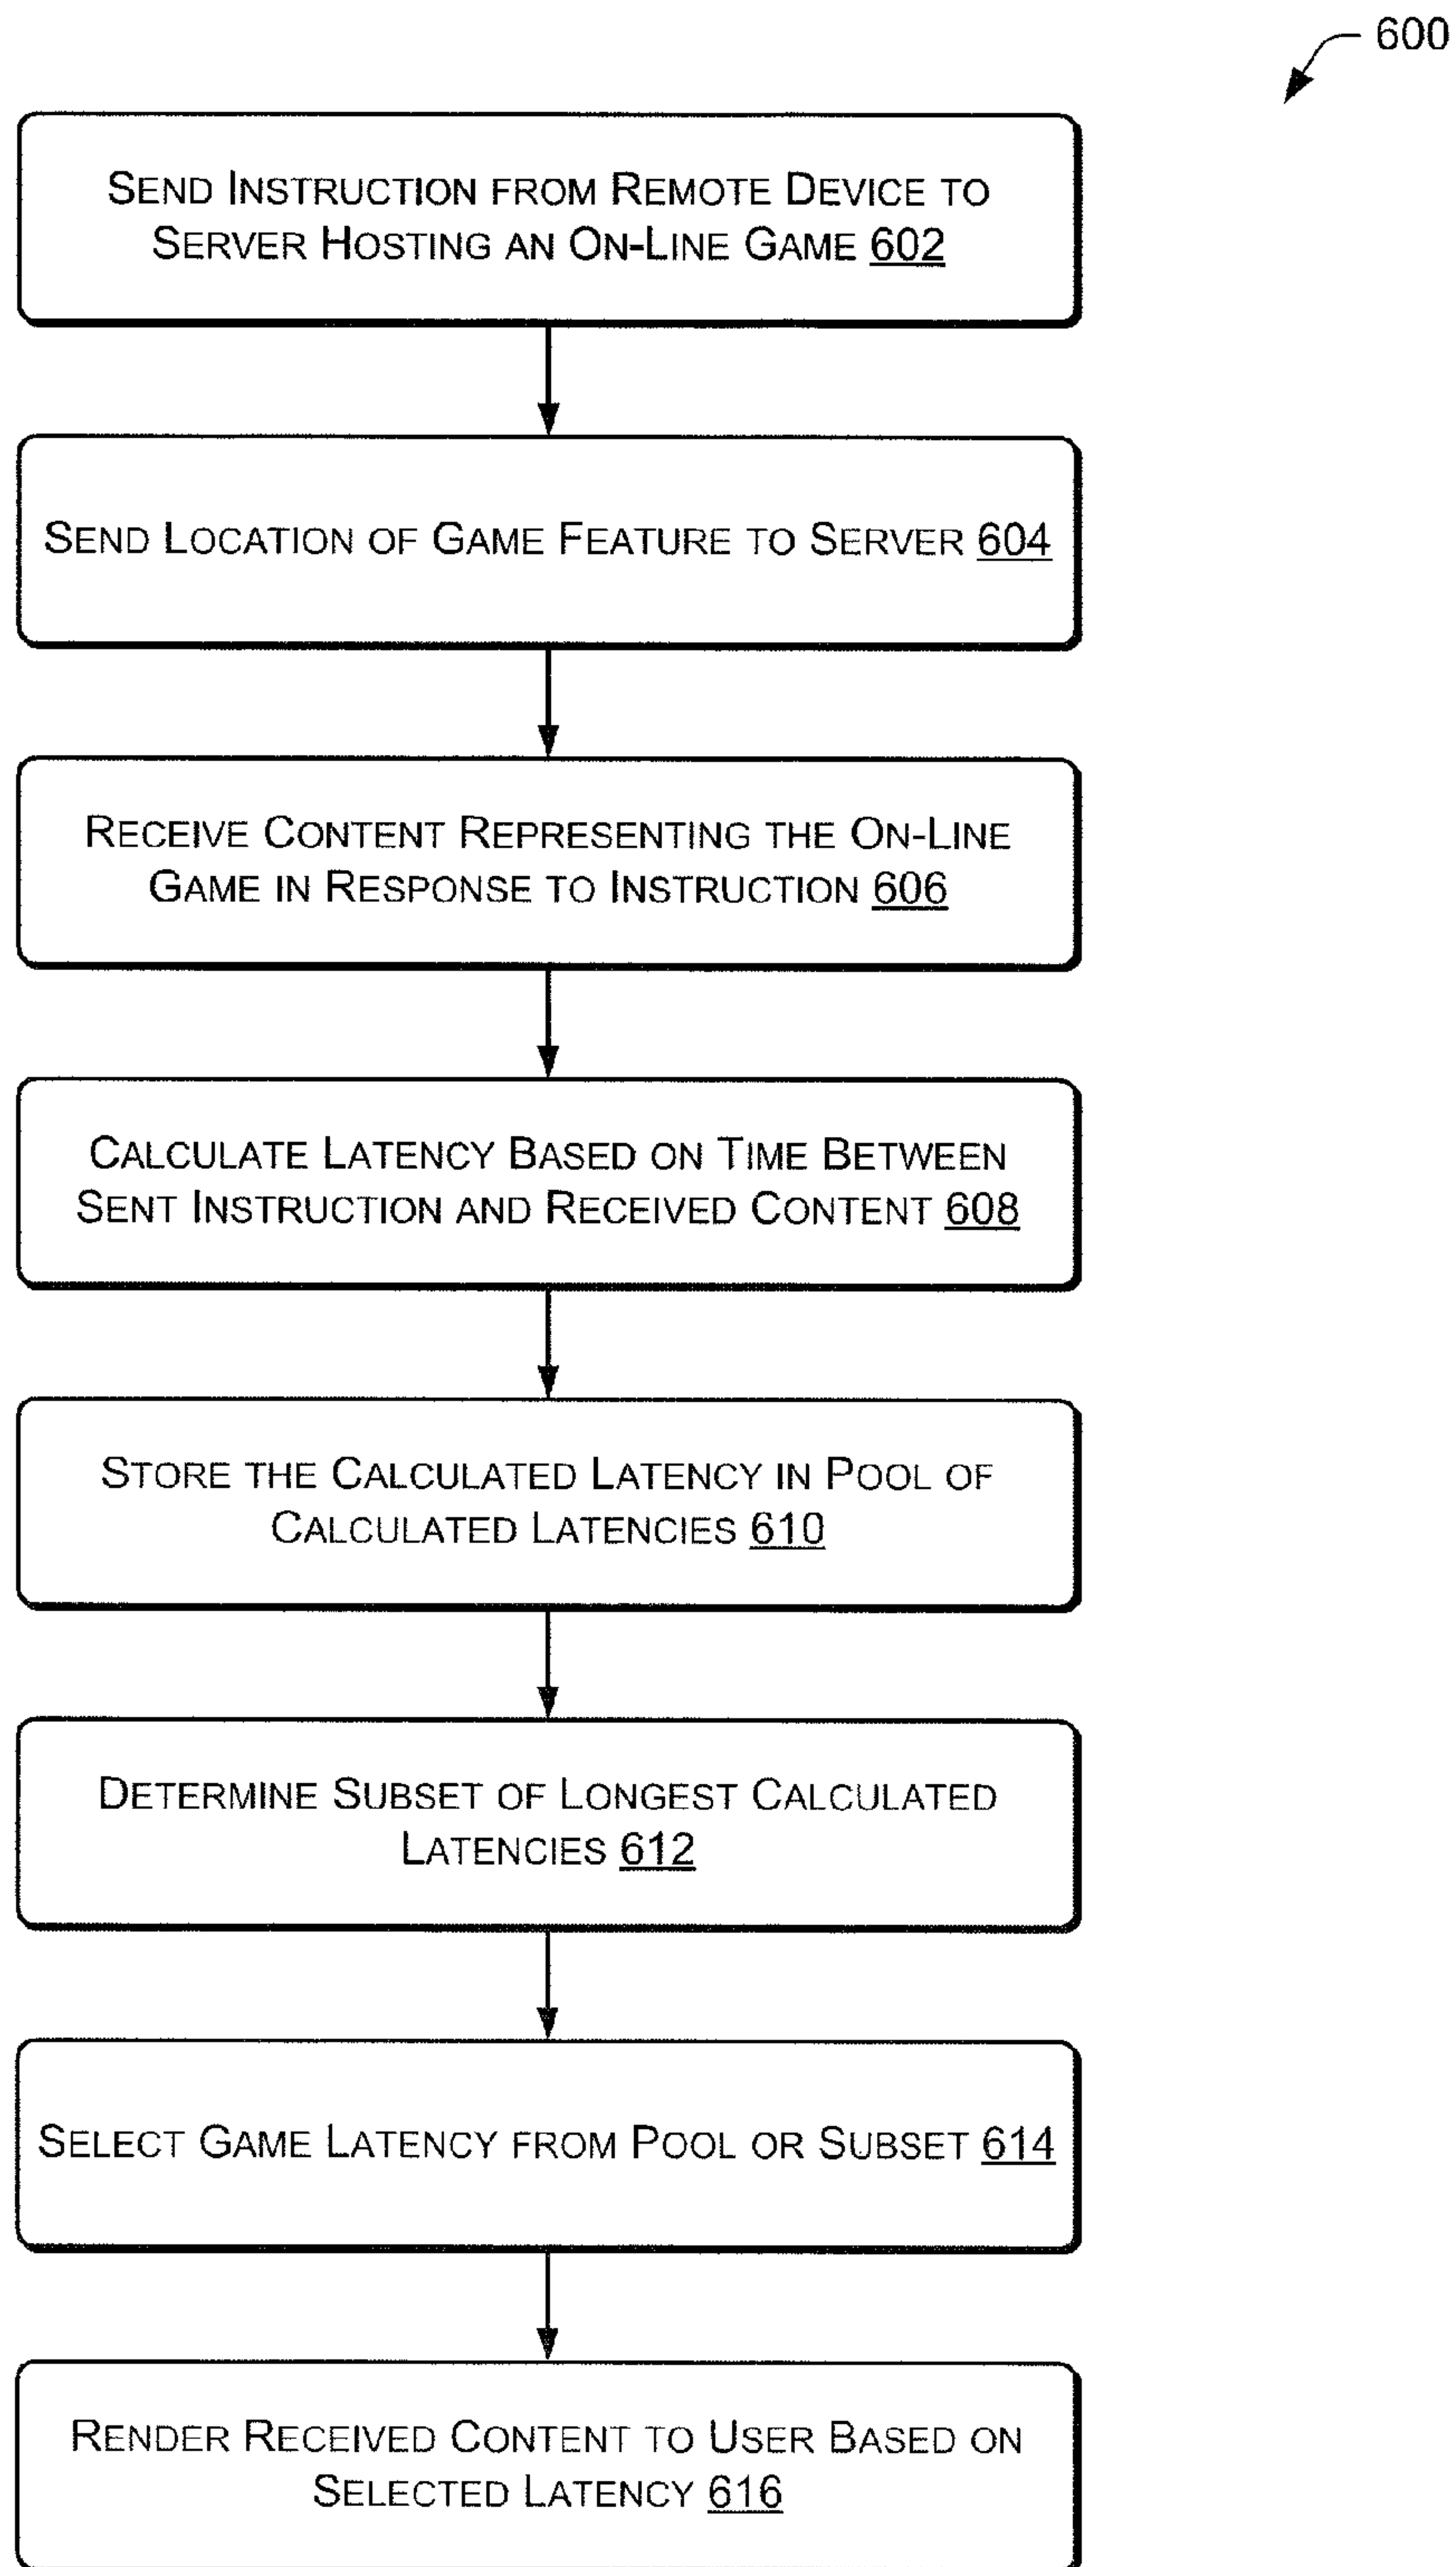 600
SEND INSTRUCTION FROM REMOTE DEVICE TO
SERVER HOSTING AN ON-LINE GAME 602
SEND LOCATION OF GAME FEATURE TO SERVER 604
RECEIVE CONTENT REPRESENTING THE ON-LINE
GAME IN RESPONSE TO INSTRUCTION 606
CALCULATE LATENCY BASED ON TIME BETWEEN
SENT INSTRUCTION AND RECEIVED CONTENT 608
STORE THE CALCULATED LATENCY IN POOL OF
CALCULATED LATENCIES 610
DETERMINE SUBSET OF LONGEST CALCULATED
LATENCIES 612
SELECT GAME LATENCY FROM POOL OR SUBSET 614
RENDER RECEIVED CONTENT TO USER BASED ON
SELECTED LATENCY 616